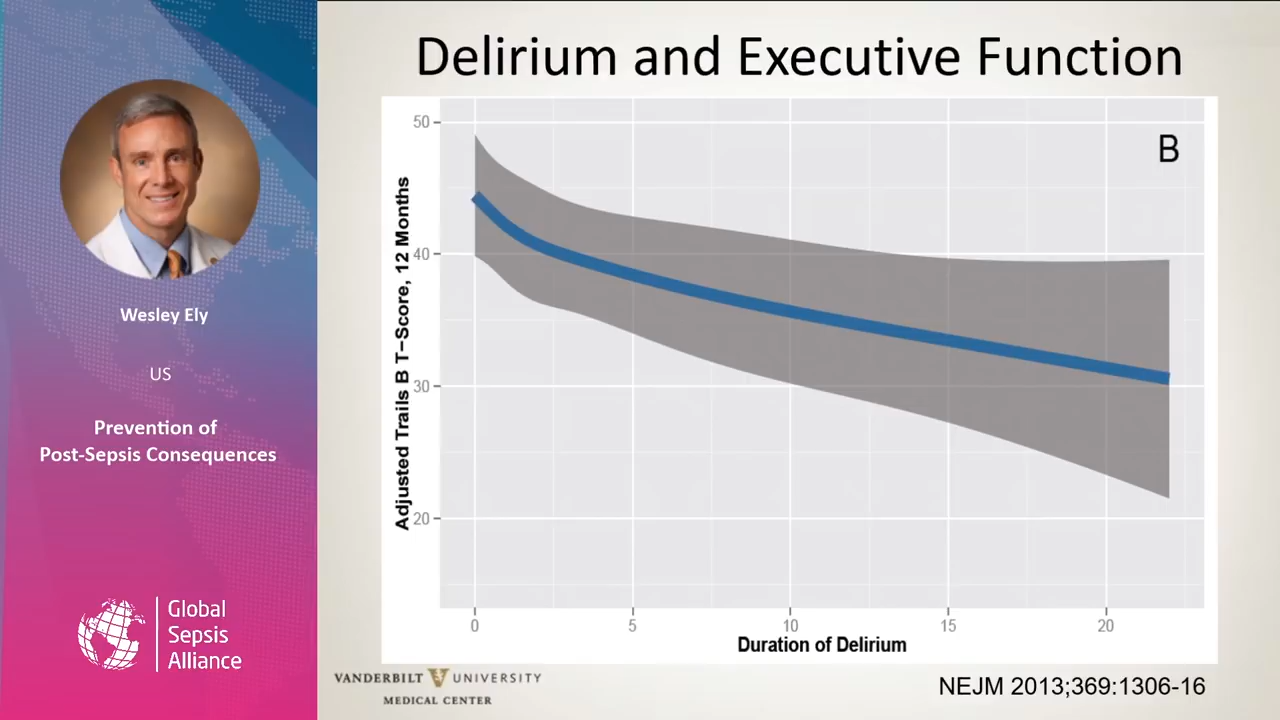 Delirium and Executive Function
Wesley Ely
US
Prevention of
Post-Sepsis Consequences
Global
Sepsis
Alliance
B
Adjusted Trails B T-Score, 12 Months
50
40
30
20
0
5
10
15
20
Duration of Delirium
VANDERBILT V UNIVERSITY
MEDICAL CENTER
NEJM 2013;369:1306-16